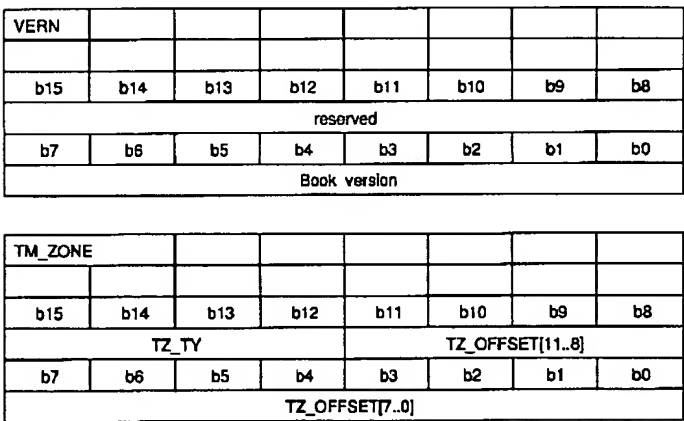 VERN
b15 b14 b13 b12 b11 b10 b9 b8
reserved
b7 b6 b5 b4 b3 b2 b1 b0
Book version
TM_ZONE
b15 b14 b13 b12 b11 b10 b9 b8
TZ_TY TZ_OFFSET[11..8]
b7 b6 b5 b4 b3 b2 b1 b0
TZ_OFFSET[7..0]